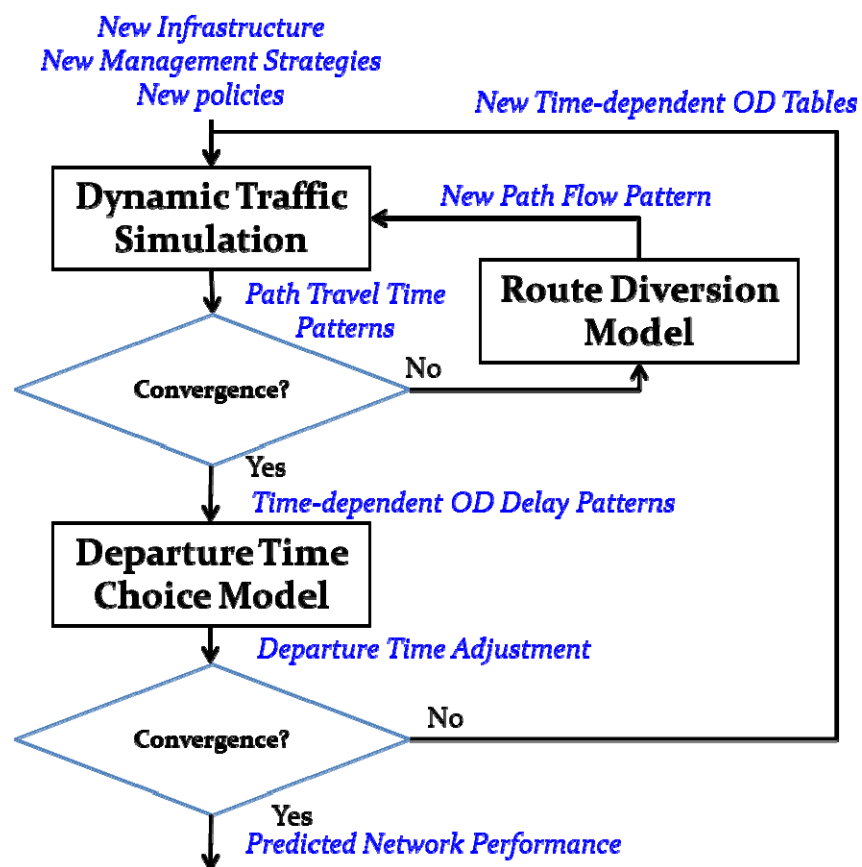 New Infrastructure
New Management Strategies
New policies
New Time-dependent OD Tables
Dynamic Traffic
Simulation
New Path Flow Pattern
Path Travel Time
Patterns
Route Diversion
Model
Convergence?
No
Yes
Time-dependent OD Delay Patterns
Departure Time
Choice Model
Departure Time Adjustment
Convergence?
No
Yes
Predicted Network Performance